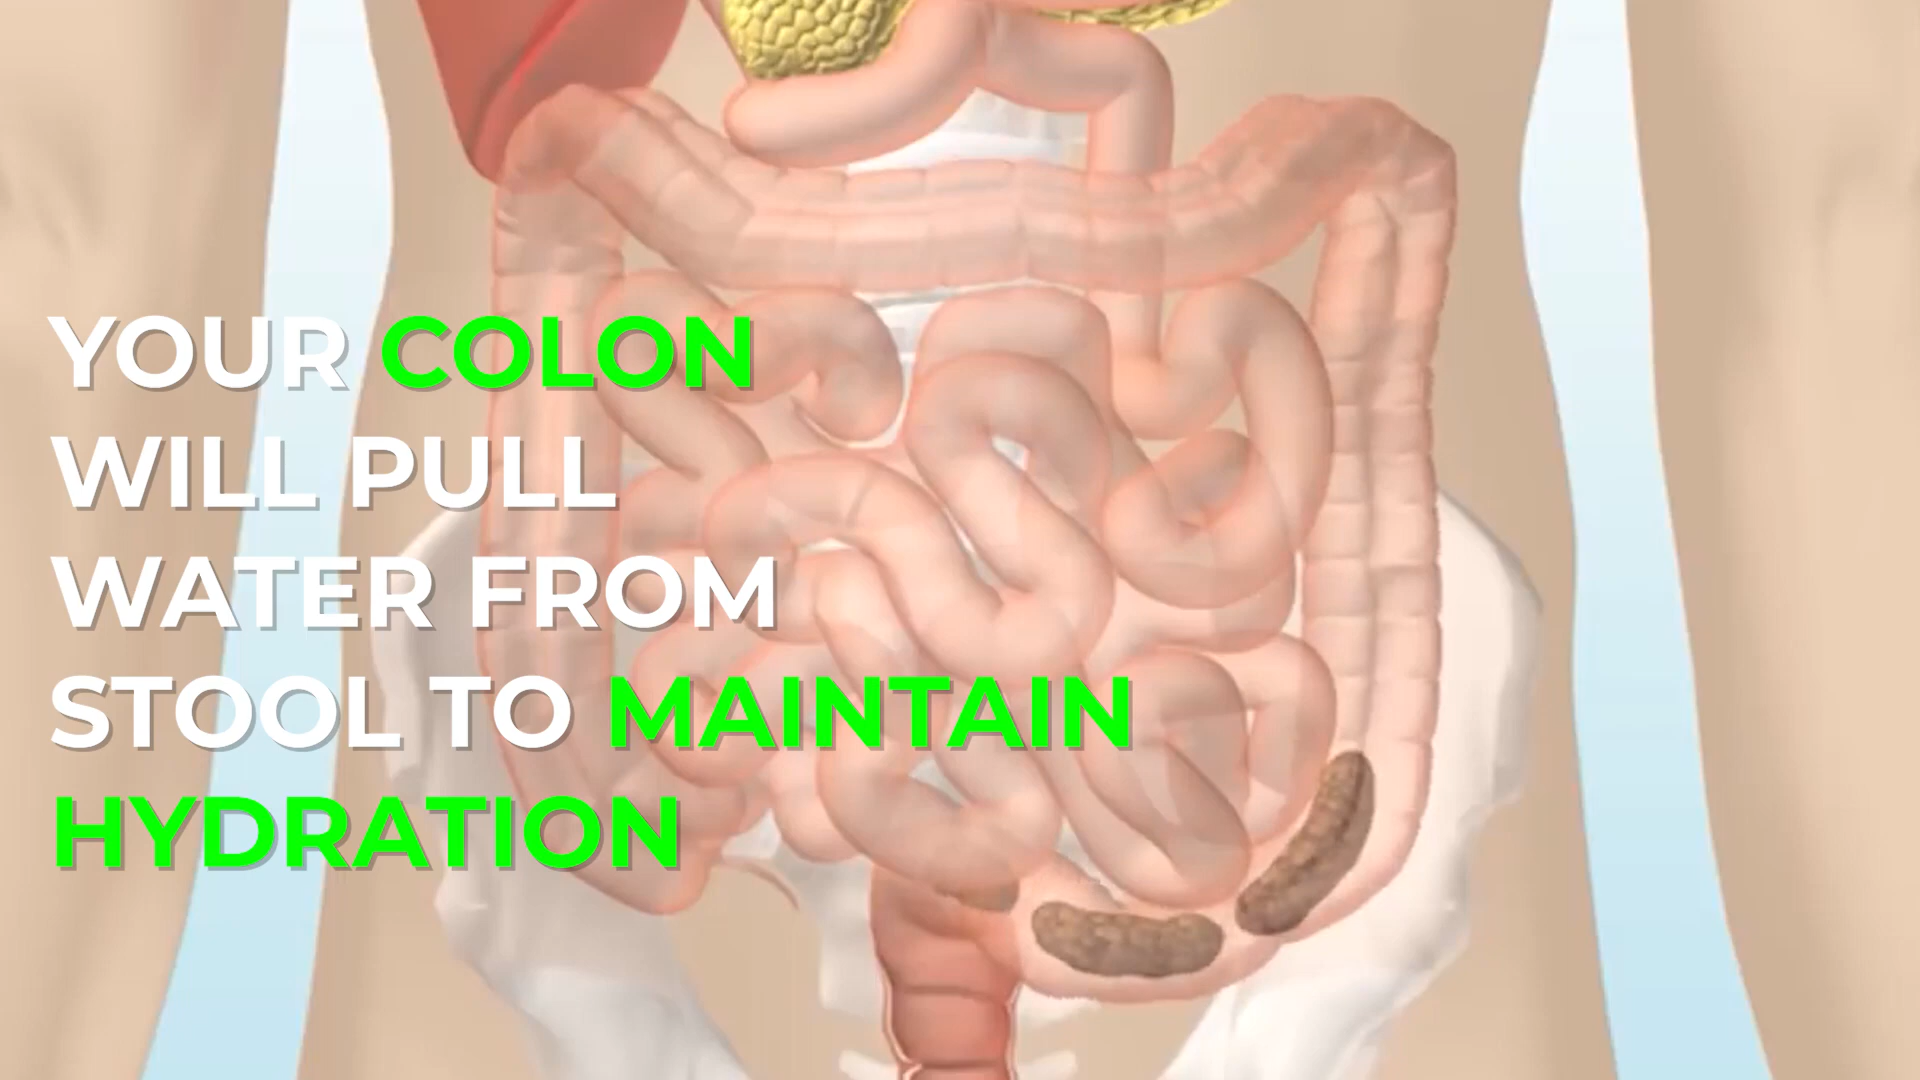 YOUR COLON
WILL PULL
WATER FROM
STOOL TO MAINTAIN
HYDRATION